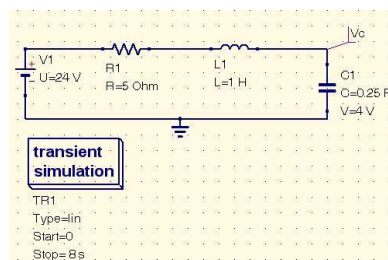 Vc
V1
U=24 V
R1
R=5 Ohm
L1
L=1 H
C1
C=0.25 F
V=4 V
transient
simulation
TR1
Type=lin
Start=0
Stop=8 s